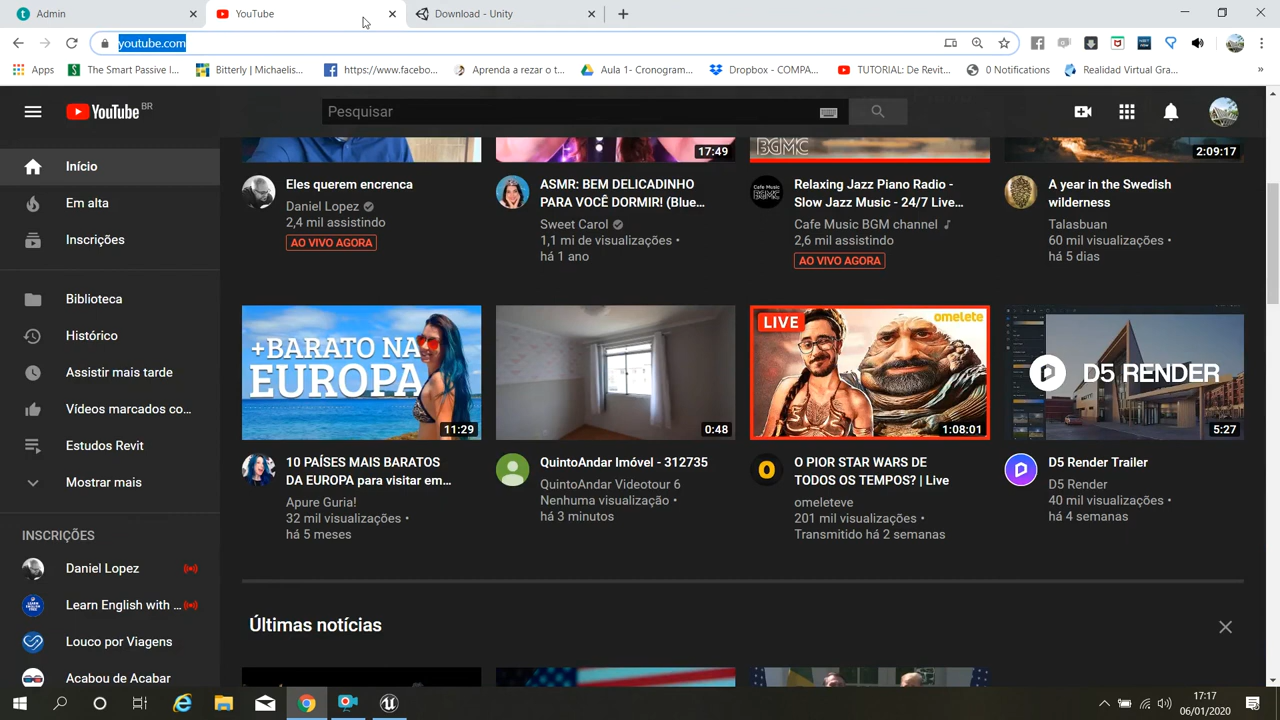 Admin
YouTube
Download - Unity
youtube.com
Apps
The Smart Passive I...
Bitterly | Michaelis...
https://www.facebo...
Aprenda a rezar o t...
Aula 1- Cronogram...
Dropbox - COMPA...
TUTORIAL: De Revit...
0 Notifications
Realidad Virtual Gra...
»
YouTube BR
Pesquisar
Início
Em alta
Inscrições
Biblioteca
Histórico
Assistir mais tarde
Vídeos marcados co...
Estudos Revit
Mostrar mais
INSCRIÇÕES
Daniel Lopez
Learn English with ...
Louco por Viagens
Acabou de Acabar
Eles querem encrenca
Daniel Lopez
2,4 mil assistindo
AO VIVO AGORA
17:49
ASMR: BEM DELICADINHO
PARA VOCÊ DORMIR! (Blue...
Sweet Carol
1,1 mi de visualizações •
há 1 ano
BGMC
Relaxing Jazz Piano Radio -
Slow Jazz Music - 24/7 Live...
Cafe Music BGM channel
2,6 mil assistindo
AO VIVO AGORA
2:09:17
A year in the Swedish
wilderness
Talasbuan
60 mil visualizações •
há 5 dias
+BARATO NA
EUROPA
11:29
10 PAÍSES MAIS BARATOS
DA EUROPA para visitar em...
Apure Guria!
32 mil visualizações •
há 5 meses
0:48
QuintoAndar Imóvel - 312735
QuintoAndar Videotour 6
Nenhuma visualização •
há 3 minutos
LIVE
omelete
1:08:01
O PIOR STAR WARS DE
TODOS OS TEMPOS? | Live
omeleteve
201 mil visualizações •
Transmitido há 2 semanas
D5 RENDER
5:27
D5 Render Trailer
D5 Render
40 mil visualizações •
há 4 semanas
Últimas notícias
17:17
06/01/2020